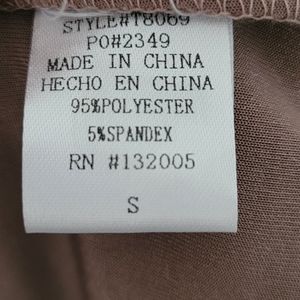 STYLE#T8069
PO#2349
MADE IN CHINA
HECHO EN CHINA
95%POLYESTER
5%SPANDEX
RN #132005
S